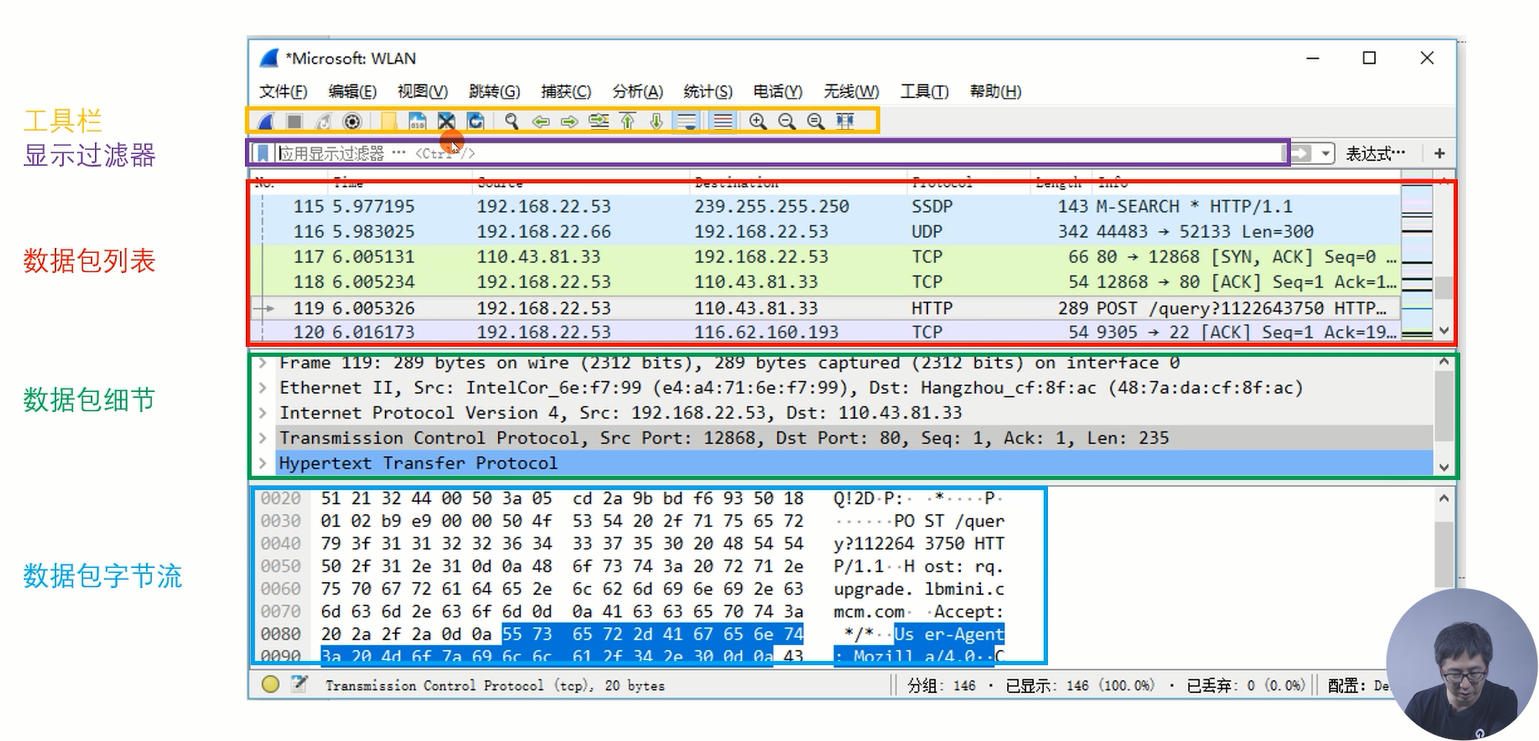 *Microsoft: WLAN
文件(F) 编辑(E) 视图(V) 跳转(G) 捕获(C) 分析(A) 统计(S) 电话(Y) 无线(W) 工具(T) 帮助(H)
工具栏
显示过滤器
应用显示过滤器 … <Ctrl-/> 表达式… +
No. Time Source Destination Protocol Length Info
115 5.977195 192.168.22.53 239.255.255.250 SSDP 143 M-SEARCH * HTTP/1.1
116 5.983025 192.168.22.66 192.168.22.53 UDP 342 44483 → 52133 Len=300
数据包列表
117 6.005131 110.43.81.33 192.168.22.53 TCP 66 80 → 12868 [SYN, ACK] Seq=0 …
118 6.005234 192.168.22.53 110.43.81.33 TCP 54 12868 → 80 [ACK] Seq=1 Ack=1…
119 6.005326 192.168.22.53 110.43.81.33 HTTP 289 POST /query?1122643750 HTTP…
120 6.016173 192.168.22.53 116.62.160.193 TCP 54 9305 → 22 [ACK] Seq=1 Ack=19…
Frame 119: 289 bytes on wire (2312 bits), 289 bytes captured (2312 bits) on interface 0
Ethernet II, Src: IntelCor_6e:f7:99 (e4:a4:71:6e:f7:99), Dst: Hangzhou_cf:8f:ac (48:7a:da:cf:8f:ac)
数据包细节
Internet Protocol Version 4, Src: 192.168.22.53, Dst: 110.43.81.33
Transmission Control Protocol, Src Port: 12868, Dst Port: 80, Seq: 1, Ack: 1, Len: 235
Hypertext Transfer Protocol
0020 51 21 32 44 00 50 3a 05 cd 2a 9b bd f6 93 50 18 Q!2D·P:· ·*····P·
0030 01 02 b9 e9 00 00 50 4f 53 54 20 2f 71 75 65 72 ······PO ST /quer
0040 79 3f 31 31 32 32 36 34 33 37 35 30 20 48 54 54 y?112264 3750 HTT
0050 50 2f 31 2e 31 0d 0a 48 6f 73 74 3a 20 72 71 2e P/1.1··H ost: rq.
数据包字节流
0060 75 70 67 72 61 64 65 2e 6c 62 6d 69 6e 69 2e 63 upgrade. lbmini.c
0070 6d 63 6d 2e 63 6f 6d 0d 0a 41 63 63 65 70 74 3a mcm.com· ·Accept:
0080 20 2a 2f 2a 0d 0a 55 73 65 72 2d 41 67 65 6e 74 */*··Us er-Agent
0090 3a 20 4d 6f 7a 69 6c 6c 61 2f 34 2e 30 0d 0a 43 : Mozill a/4.0··C
Transmission Control Protocol (tcp), 20 bytes 分组: 146 · 已显示: 146 (100.0%) · 已丢弃: 0 (0.0%) 配置: De